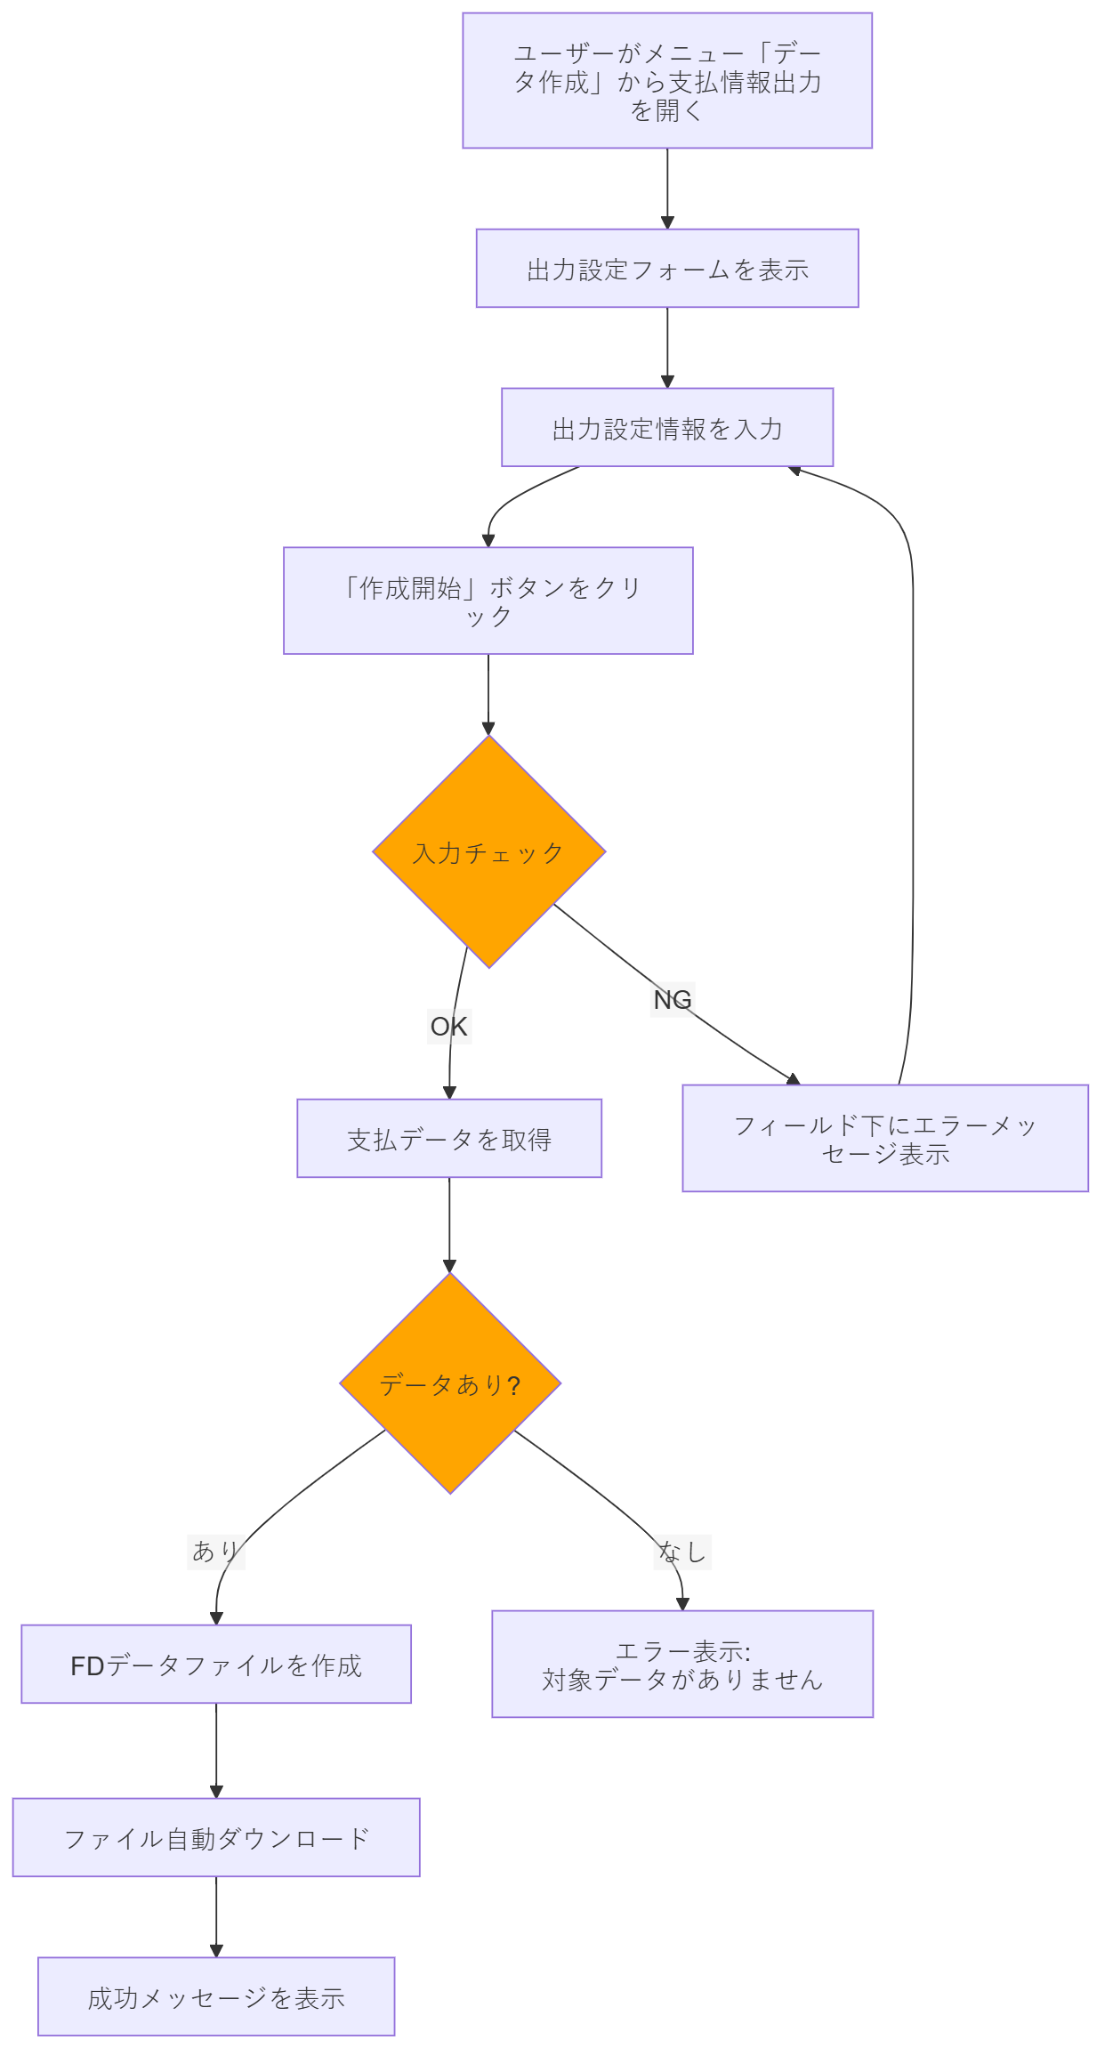 ユーザーがメニュー「デー
タ作成」から支払情報出力
を開く
出力設定フォームを表示
出力設定情報を入力
「作成開始」ボタンをクリ
ック
入力チェック
NG
OK
支払データを取得
フィールド下にエラーメッ
セージ表示
データあり?
あり
なし
FDデータファイルを作成
エラー表示:
対象データがありません
ファイル自動ダウンロード
成功メッセージを表示